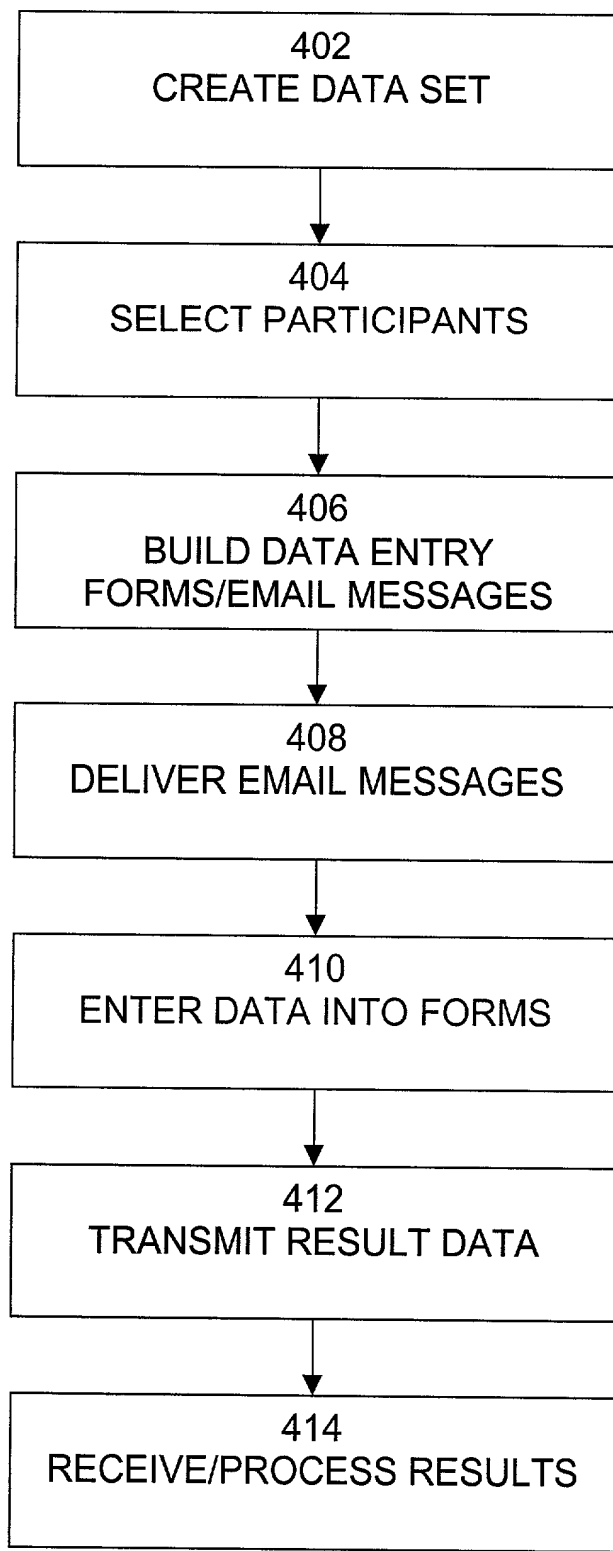 402
CREATE DATA SET
404
SELECT PARTICIPANTS
406
BUILD DATA ENTRY
FORMS/EMAIL MESSAGES
408
DELIVER EMAIL MESSAGES
410
ENTER DATA INTO FORMS
412
TRANSMIT RESULT DATA
414
RECEIVE/PROCESS RESULTS